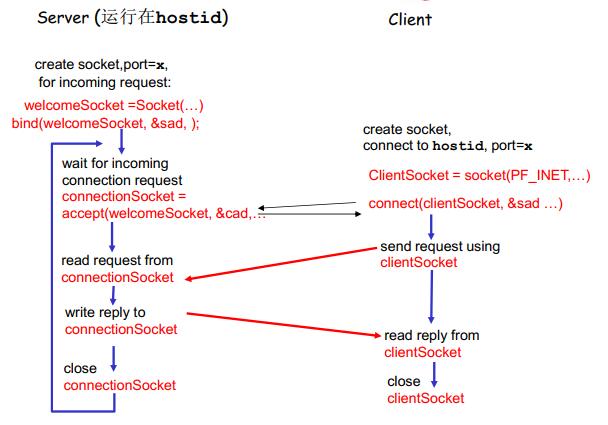 Server (运行在hostid)
create socket,port=x,
for incoming request:
welcomeSocket =Socket(…)
bind(welcomeSocket, &sad, );
wait for incoming
connection request
connectionSocket =
accept(welcomeSocket, &cad,…
read request from
connectionSocket
write reply to
connectionSocket
close
connectionSocket
Client
create socket,
connect to hostid, port=x
ClientSocket = socket(PF_INET,…)
connect(clientSocket, &sad …)
send request using
clientSocket
read reply from
clientSocket
close
clientSocket